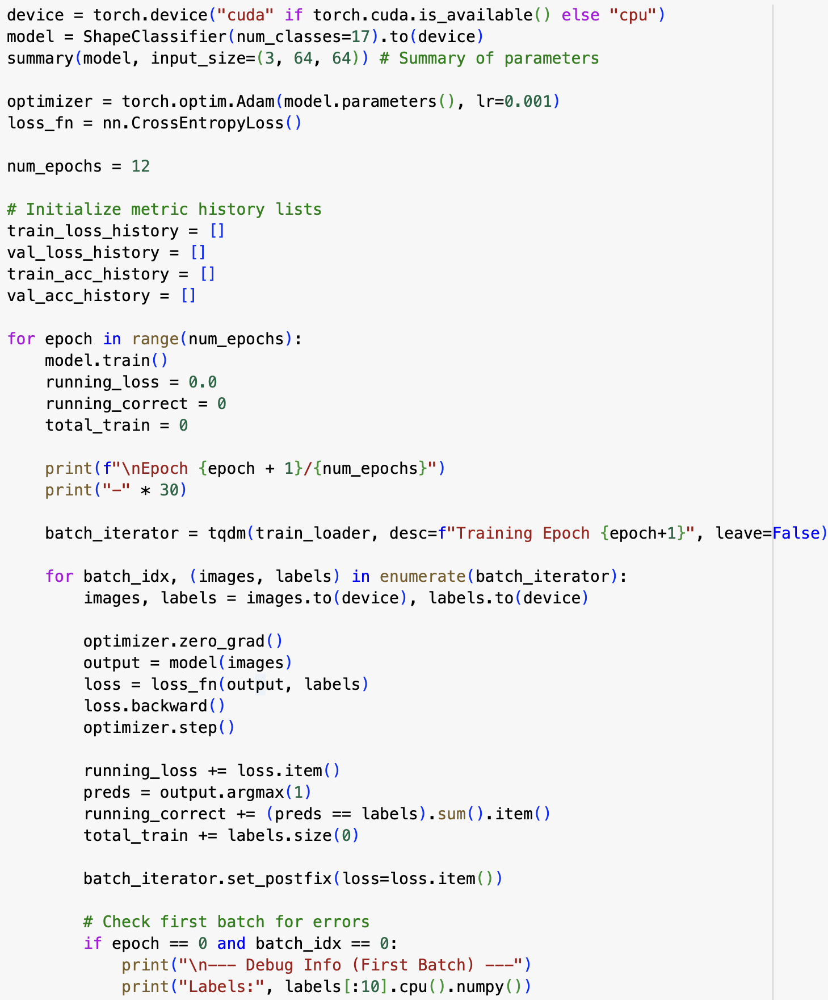 device = torch.device("cuda" if torch.cuda.is_available() else "cpu")
model = ShapeClassifier(num_classes=17).to(device)
summary(model, input_size=(3, 64, 64)) # Summary of parameters

optimizer = torch.optim.Adam(model.parameters(), lr=0.001)
loss_fn = nn.CrossEntropyLoss()

num_epochs = 12

# Initialize metric history lists
train_loss_history = []
val_loss_history = []
train_acc_history = []
val_acc_history = []

for epoch in range(num_epochs):
    model.train()
    running_loss = 0.0
    running_correct = 0
    total_train = 0

    print(f"\nEpoch {epoch + 1}/{num_epochs}")
    print("-" * 30)

    batch_iterator = tqdm(train_loader, desc=f"Training Epoch {epoch+1}", leave=False)

    for batch_idx, (images, labels) in enumerate(batch_iterator):
        images, labels = images.to(device), labels.to(device)

        optimizer.zero_grad()
        output = model(images)
        loss = loss_fn(output, labels)
        loss.backward()
        optimizer.step()

        running_loss += loss.item()
        preds = output.argmax(1)
        running_correct += (preds == labels).sum().item()
        total_train += labels.size(0)

        batch_iterator.set_postfix(loss=loss.item())

        # Check first batch for errors
        if epoch == 0 and batch_idx == 0:
            print("\n--- Debug Info (First Batch) ---")
            print("Labels:", labels[:10].cpu().numpy())